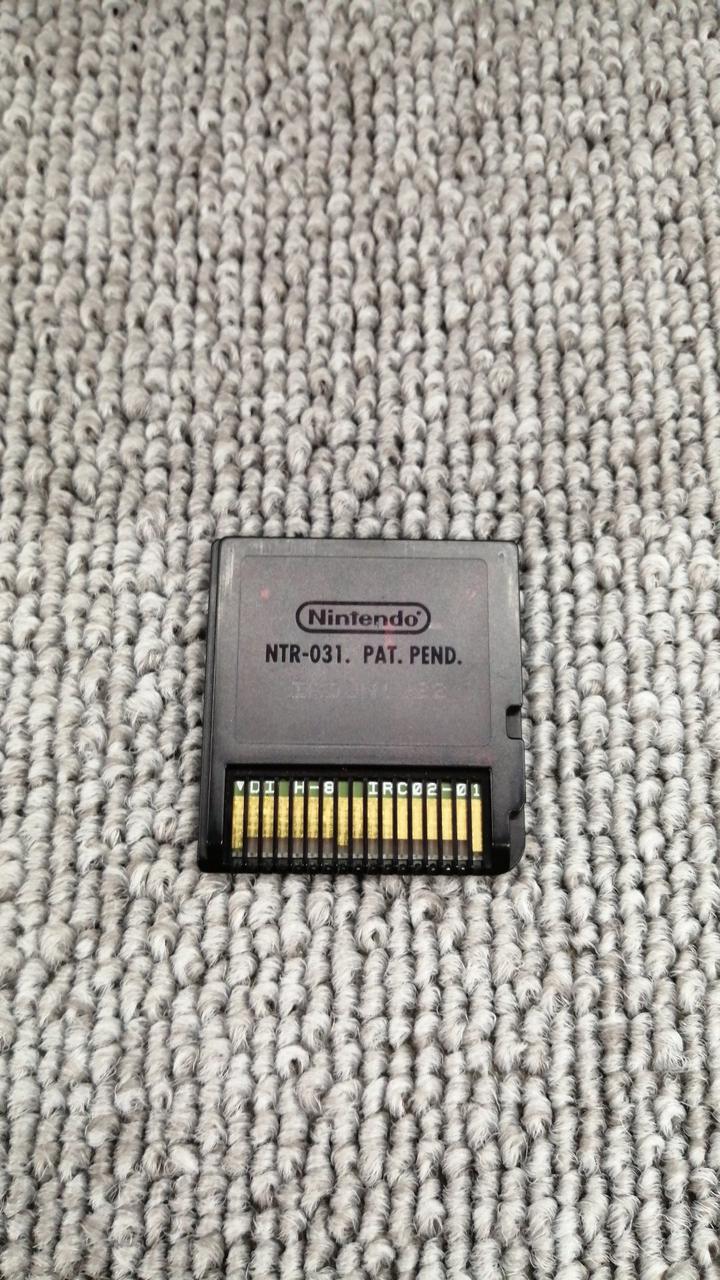 Nintendo®
NTR-031. PAT. PEND.
▼DI H-8 IRC02-01